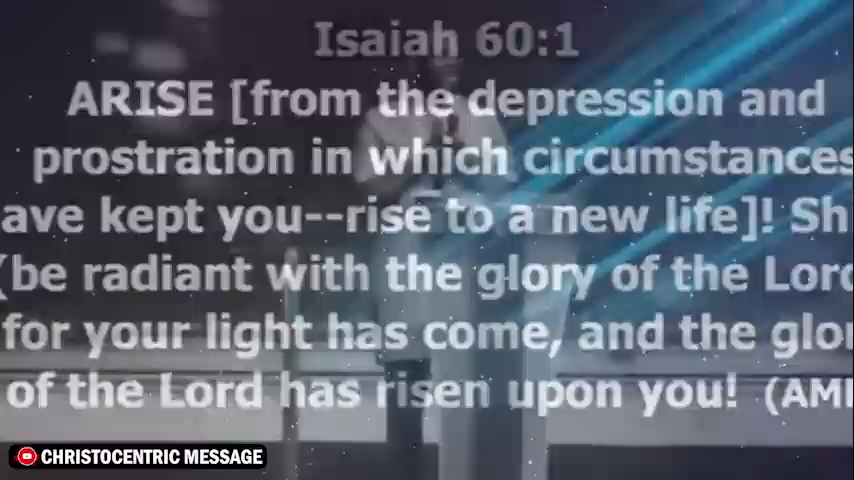 Isaiah 60:1
ARISE [from the depression and
prostration in which circumstances
ave kept you--rise to a new life]! Sh
(be radiant with the glory of the Lord
for your light has come, and the glor
of the Lord has risen upon you! (AM
CHRISTOCENTRIC MESSAGE